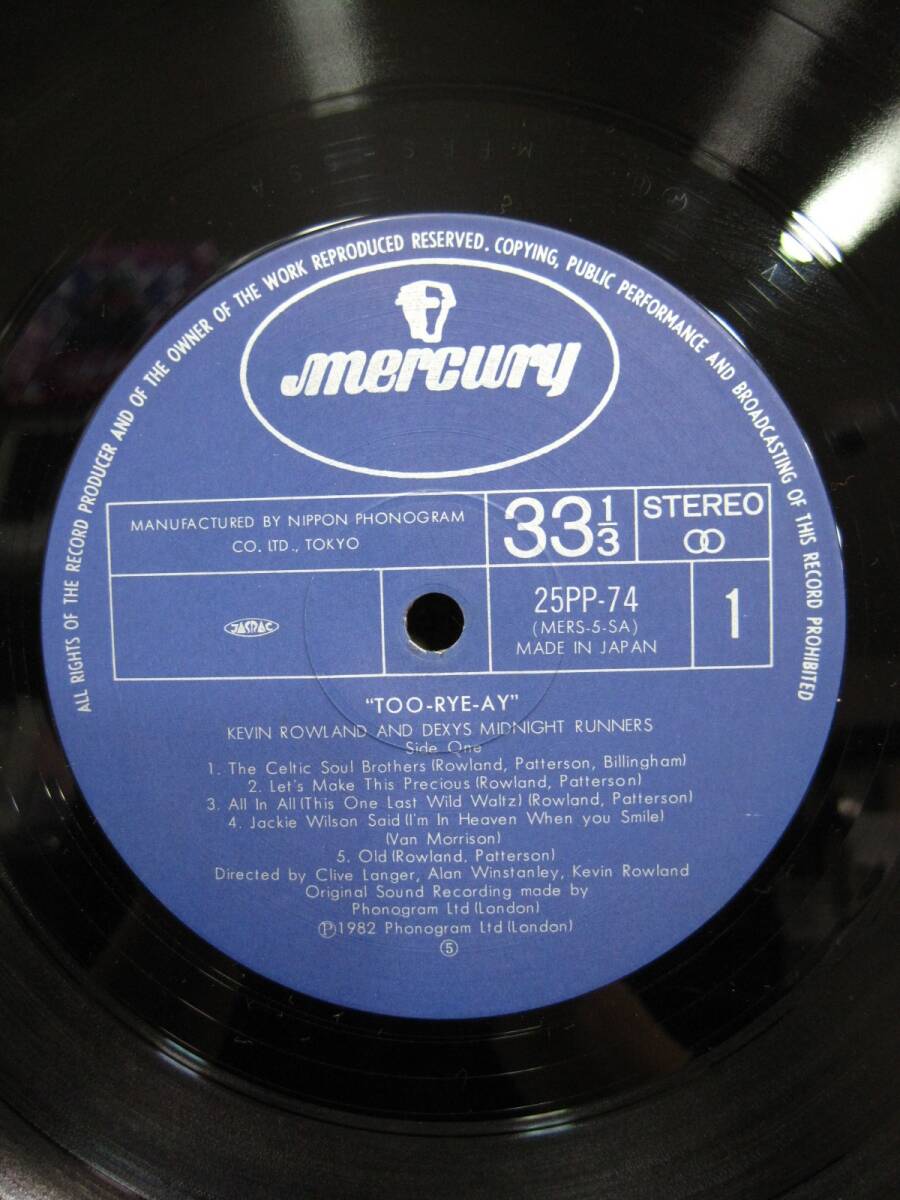 ALL RIGHTS OF THE RECORD PRODUCER AND OF THE OWNER OF THE WORK REPRODUCED RESERVED. COPYING, PUBLIC PERFORMANCE AND BROADCASTING OF THIS RECORD PROHIBITED
mercury
MANUFACTURED BY NIPPON PHONOGRAM
CO. LTD., TOKYO
33 1/3
STEREO
JASRAC
25PP-74
(MERS-5-SA)
MADE IN JAPAN
1
"TOO-RYE-AY"
KEVIN ROWLAND AND DEXYS MIDNIGHT RUNNERS
Side One
1. The Celtic Soul Brothers (Rowland, Patterson, Billingham)
2. Let's Make This Precious (Rowland, Patterson)
3. All In All (This One Last Wild Waltz) (Rowland, Patterson)
4. Jackie Wilson Said (I'm In Heaven When you Smile)
(Van Morrison)
5. Old (Rowland, Patterson)
Directed by Clive Langer, Alan Winstanley, Kevin Rowland
Original Sound Recording made by
Phonogram Ltd (London)
Ⓟ1982 Phonogram Ltd (London)
⑤